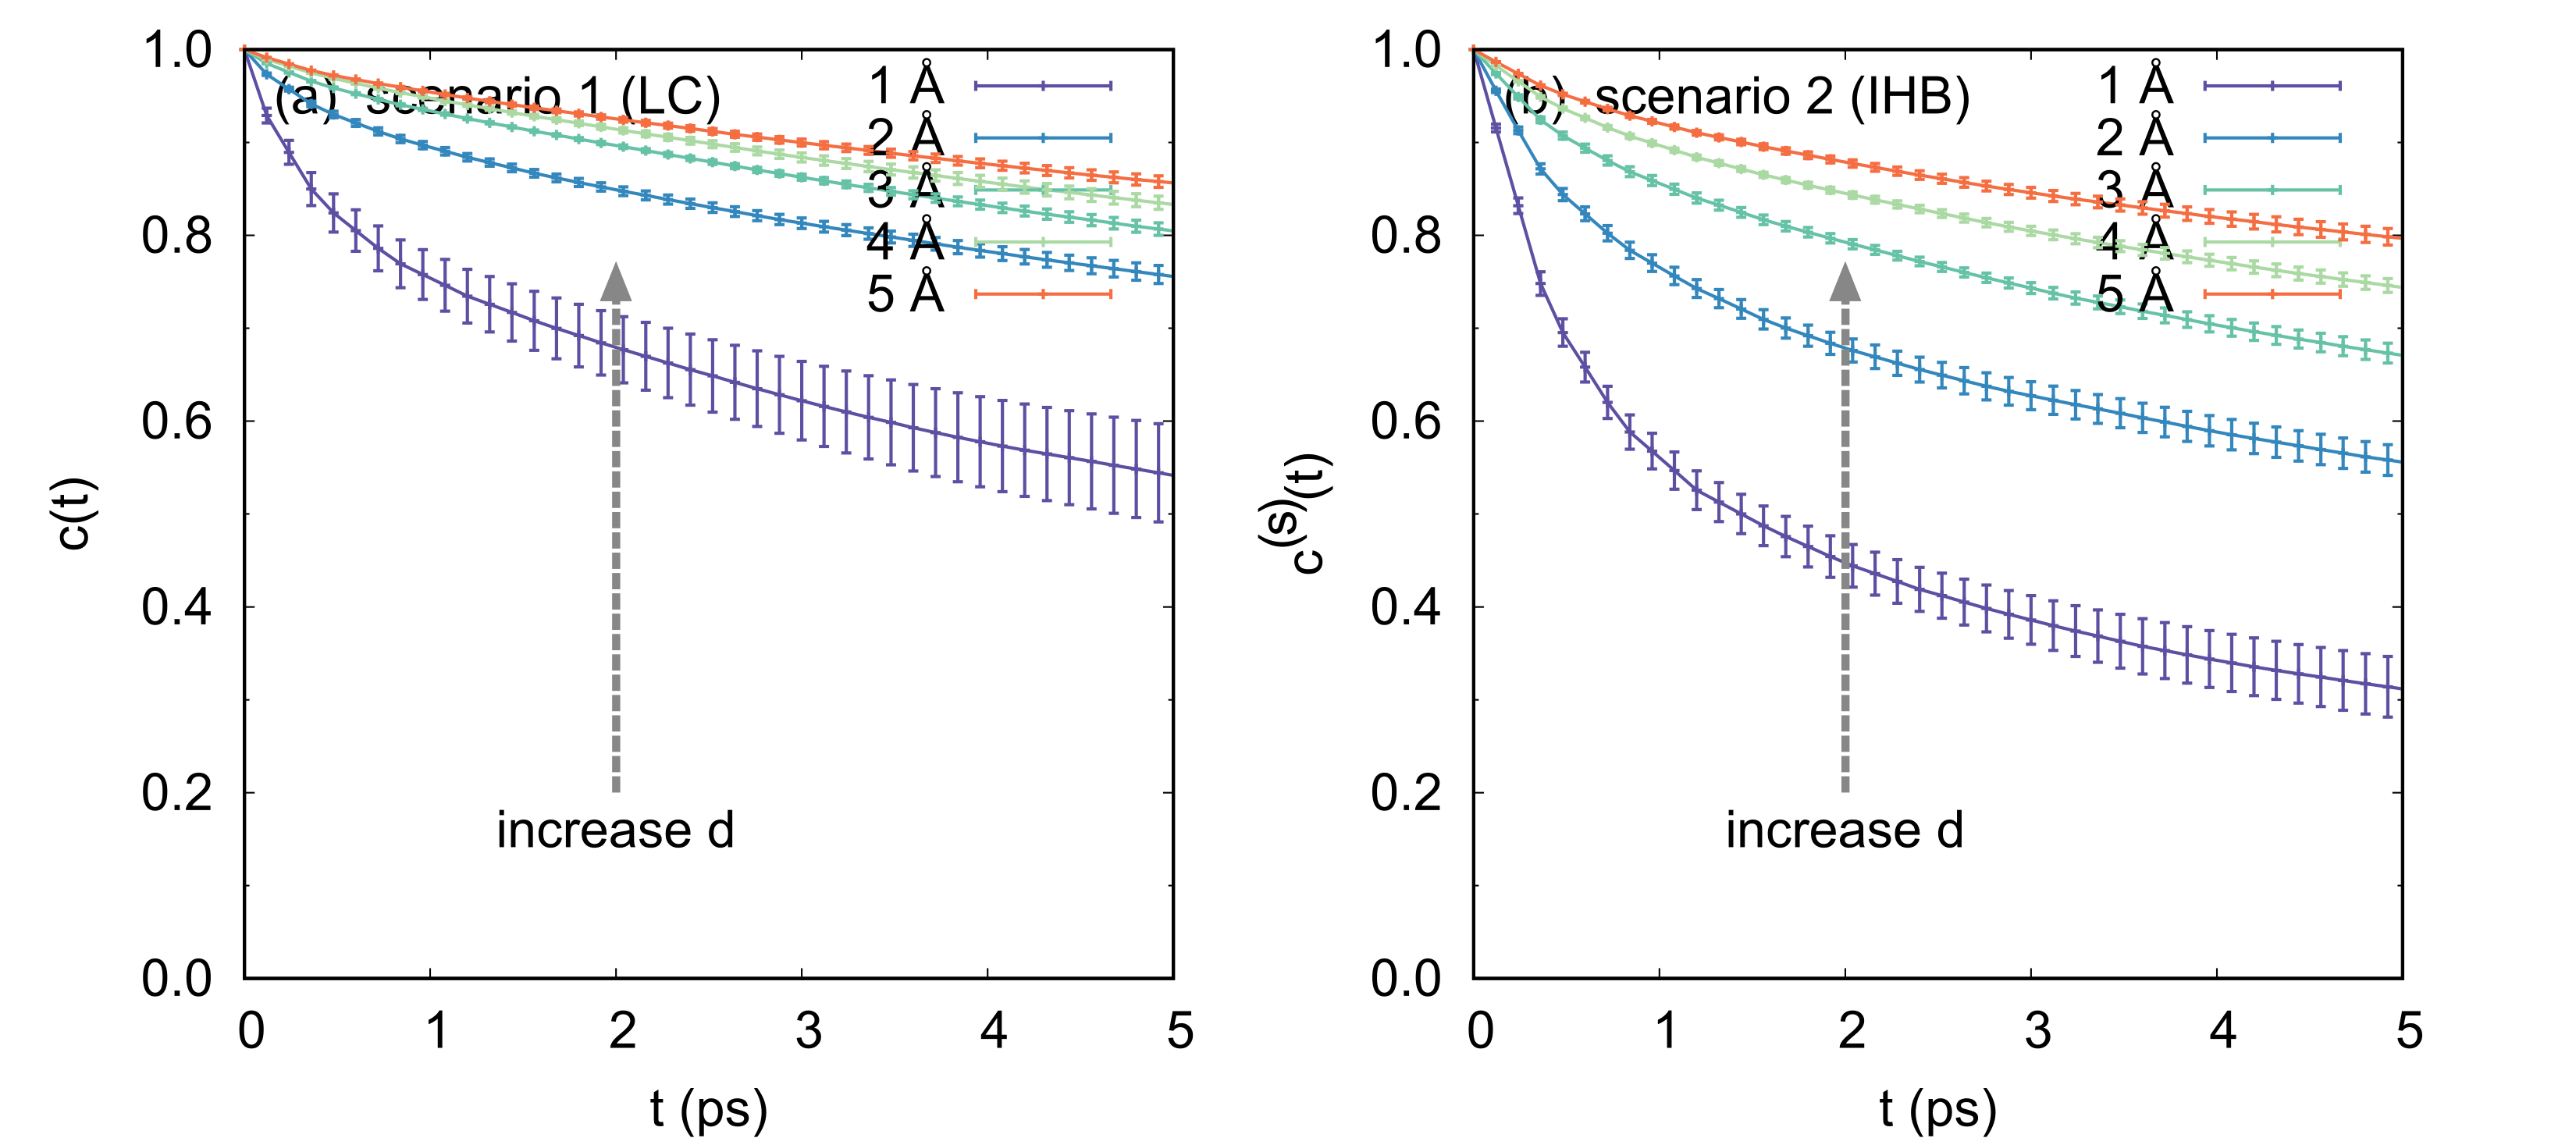 (a) scenario 1 (LC)
1 Å
2 Å
3 Å
4 Å
5 Å
1.0
0.8
0.6
0.4
0.2
0.0
c(t)
increase d
0 1 2 3 4 5
t (ps)
(b) scenario 2 (IHB)
1 Å
2 Å
3 Å
4 Å
5 Å
1.0
0.8
0.6
0.4
0.2
0.0
c(s)(t)
increase d
0 1 2 3 4 5
t (ps)